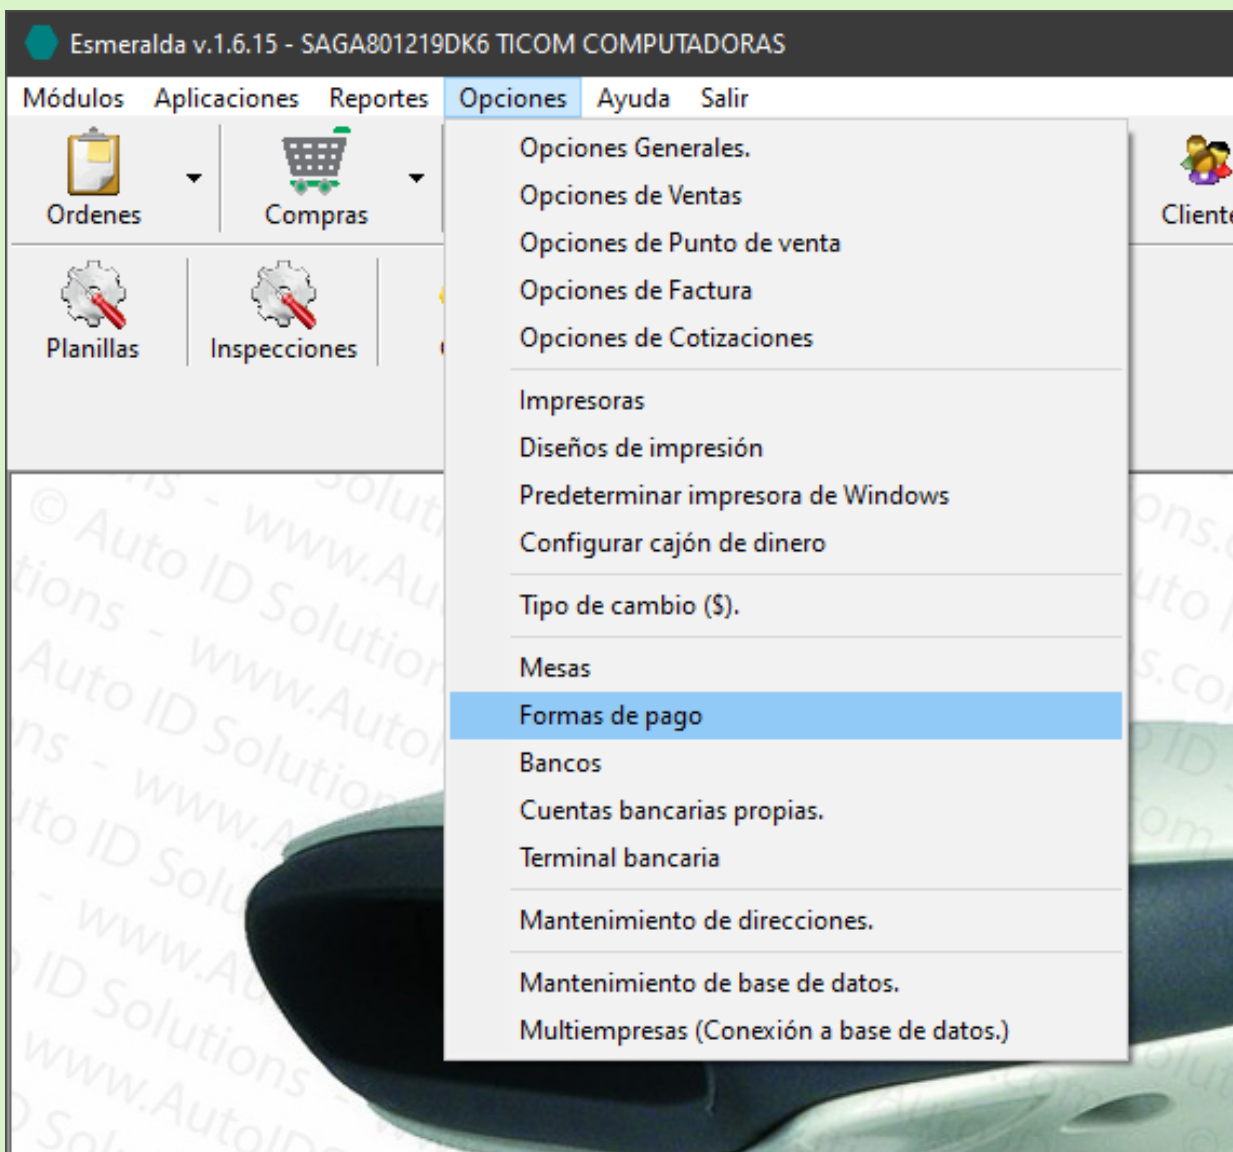 Esmeralda v.1.6.15 - SAGA801219DK6 TICOM COMPUTADORAS
Módulos Aplicaciones Reportes Opciones Ayuda Salir
Ordenes Compras
Planillas Inspecciones
Opciones Generales.
Opciones de Ventas
Opciones de Punto de venta
Opciones de Factura
Opciones de Cotizaciones
Impresoras
Diseños de impresión
Predeterminar impresora de Windows
Configurar cajón de dinero
Tipo de cambio ($).
Mesas
Formas de pago
Bancos
Cuentas bancarias propias.
Terminal bancaria
Mantenimiento de direcciones.
Mantenimiento de base de datos.
Multiempresas (Conexión a base de datos.)
© Auto ID Solution